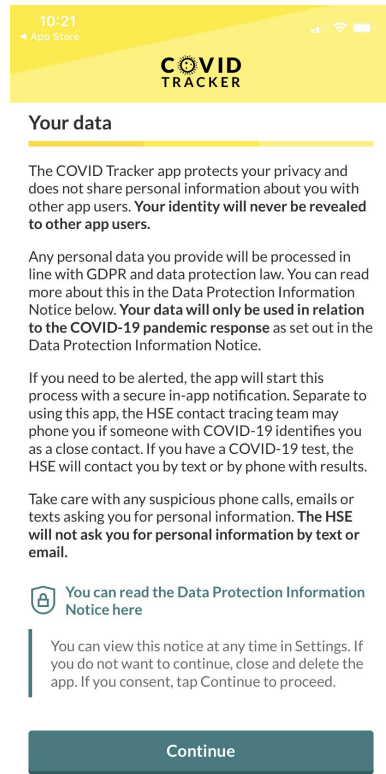 10:21
◀ App Store
COVID
TRACKER
Your data
The COVID Tracker app protects your privacy and
does not share personal information about you with
other app users. Your identity will never be revealed
to other app users.
Any personal data you provide will be processed in
line with GDPR and data protection law. You can read
more about this in the Data Protection Information
Notice below. Your data will only be used in relation
to the COVID-19 pandemic response as set out in the
Data Protection Information Notice.
If you need to be alerted, the app will start this
process with a secure in-app notification. Separate to
using this app, the HSE contact tracing team may
phone you if someone with COVID-19 identifies you
as a close contact. If you have a COVID-19 test, the
HSE will contact you by text or by phone with results.
Take care with any suspicious phone calls, emails or
texts asking you for personal information. The HSE
will not ask you for personal information by text or
email.
You can read the Data Protection Information
Notice here
You can view this notice at any time in Settings. If
you do not want to continue, close and delete the
app. If you consent, tap Continue to proceed.
Continue